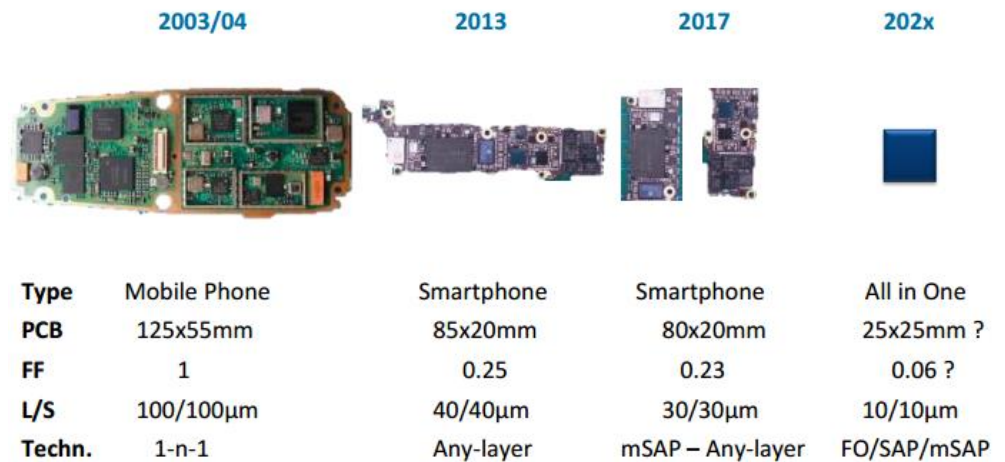 2003/04 2013 2017 202x
Type Mobile Phone Smartphone Smartphone All in One
PCB 125x55mm 85x20mm 80x20mm 25x25mm ?
FF 1 0.25 0.23 0.06 ?
L/S 100/100µm 40/40µm 30/30µm 10/10µm
Techn. 1-n-1 Any-layer mSAP – Any-layer FO/SAP/mSAP